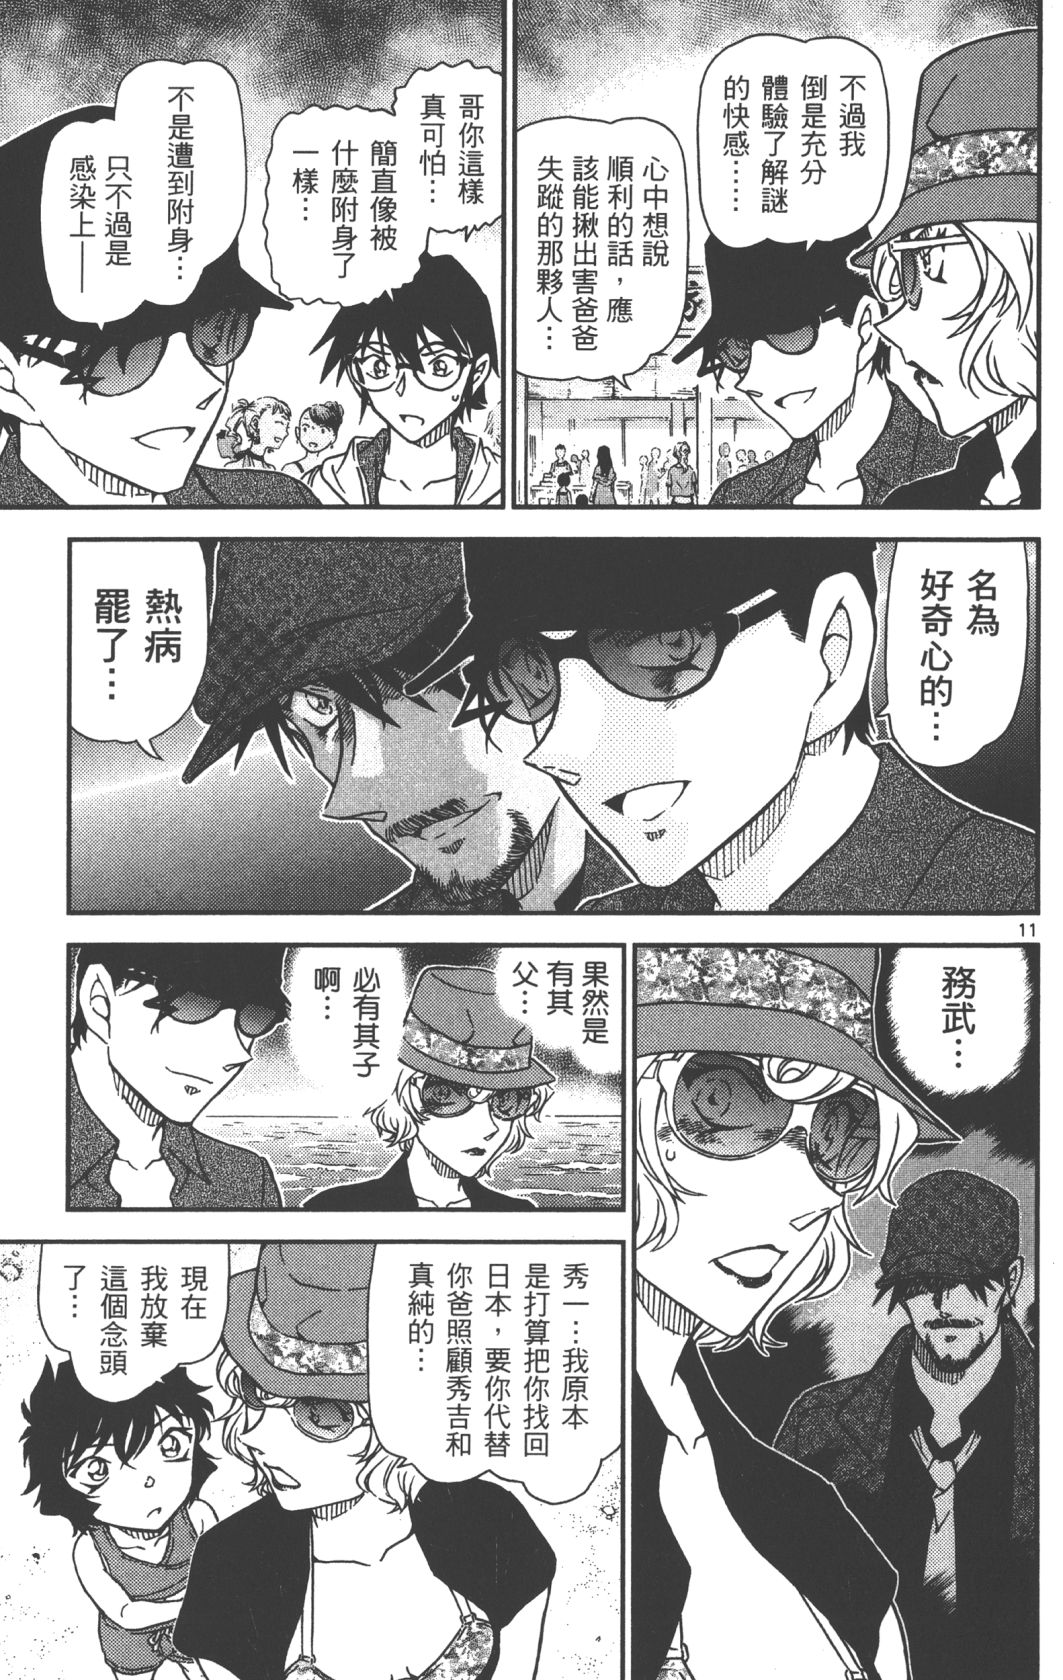 不過我
倒是充分
體驗了解謎
的快感……
心中想說
順利的話，應
該能揪出害爸爸
失蹤的那夥人…
哥你這樣
真可怕…
簡直像被
什麼附身了
一樣…
不是遭到附身…
只不過是
感染上——
名為
好奇心的…
熱病
罷了…
11
務武…
果然是
有其
父…
必有其子
啊…
秀一…我原本
是打算把你找回
日本，要你代替
你爸照顧秀吉和
真純的…
現在
我放棄
這個念頭
了…